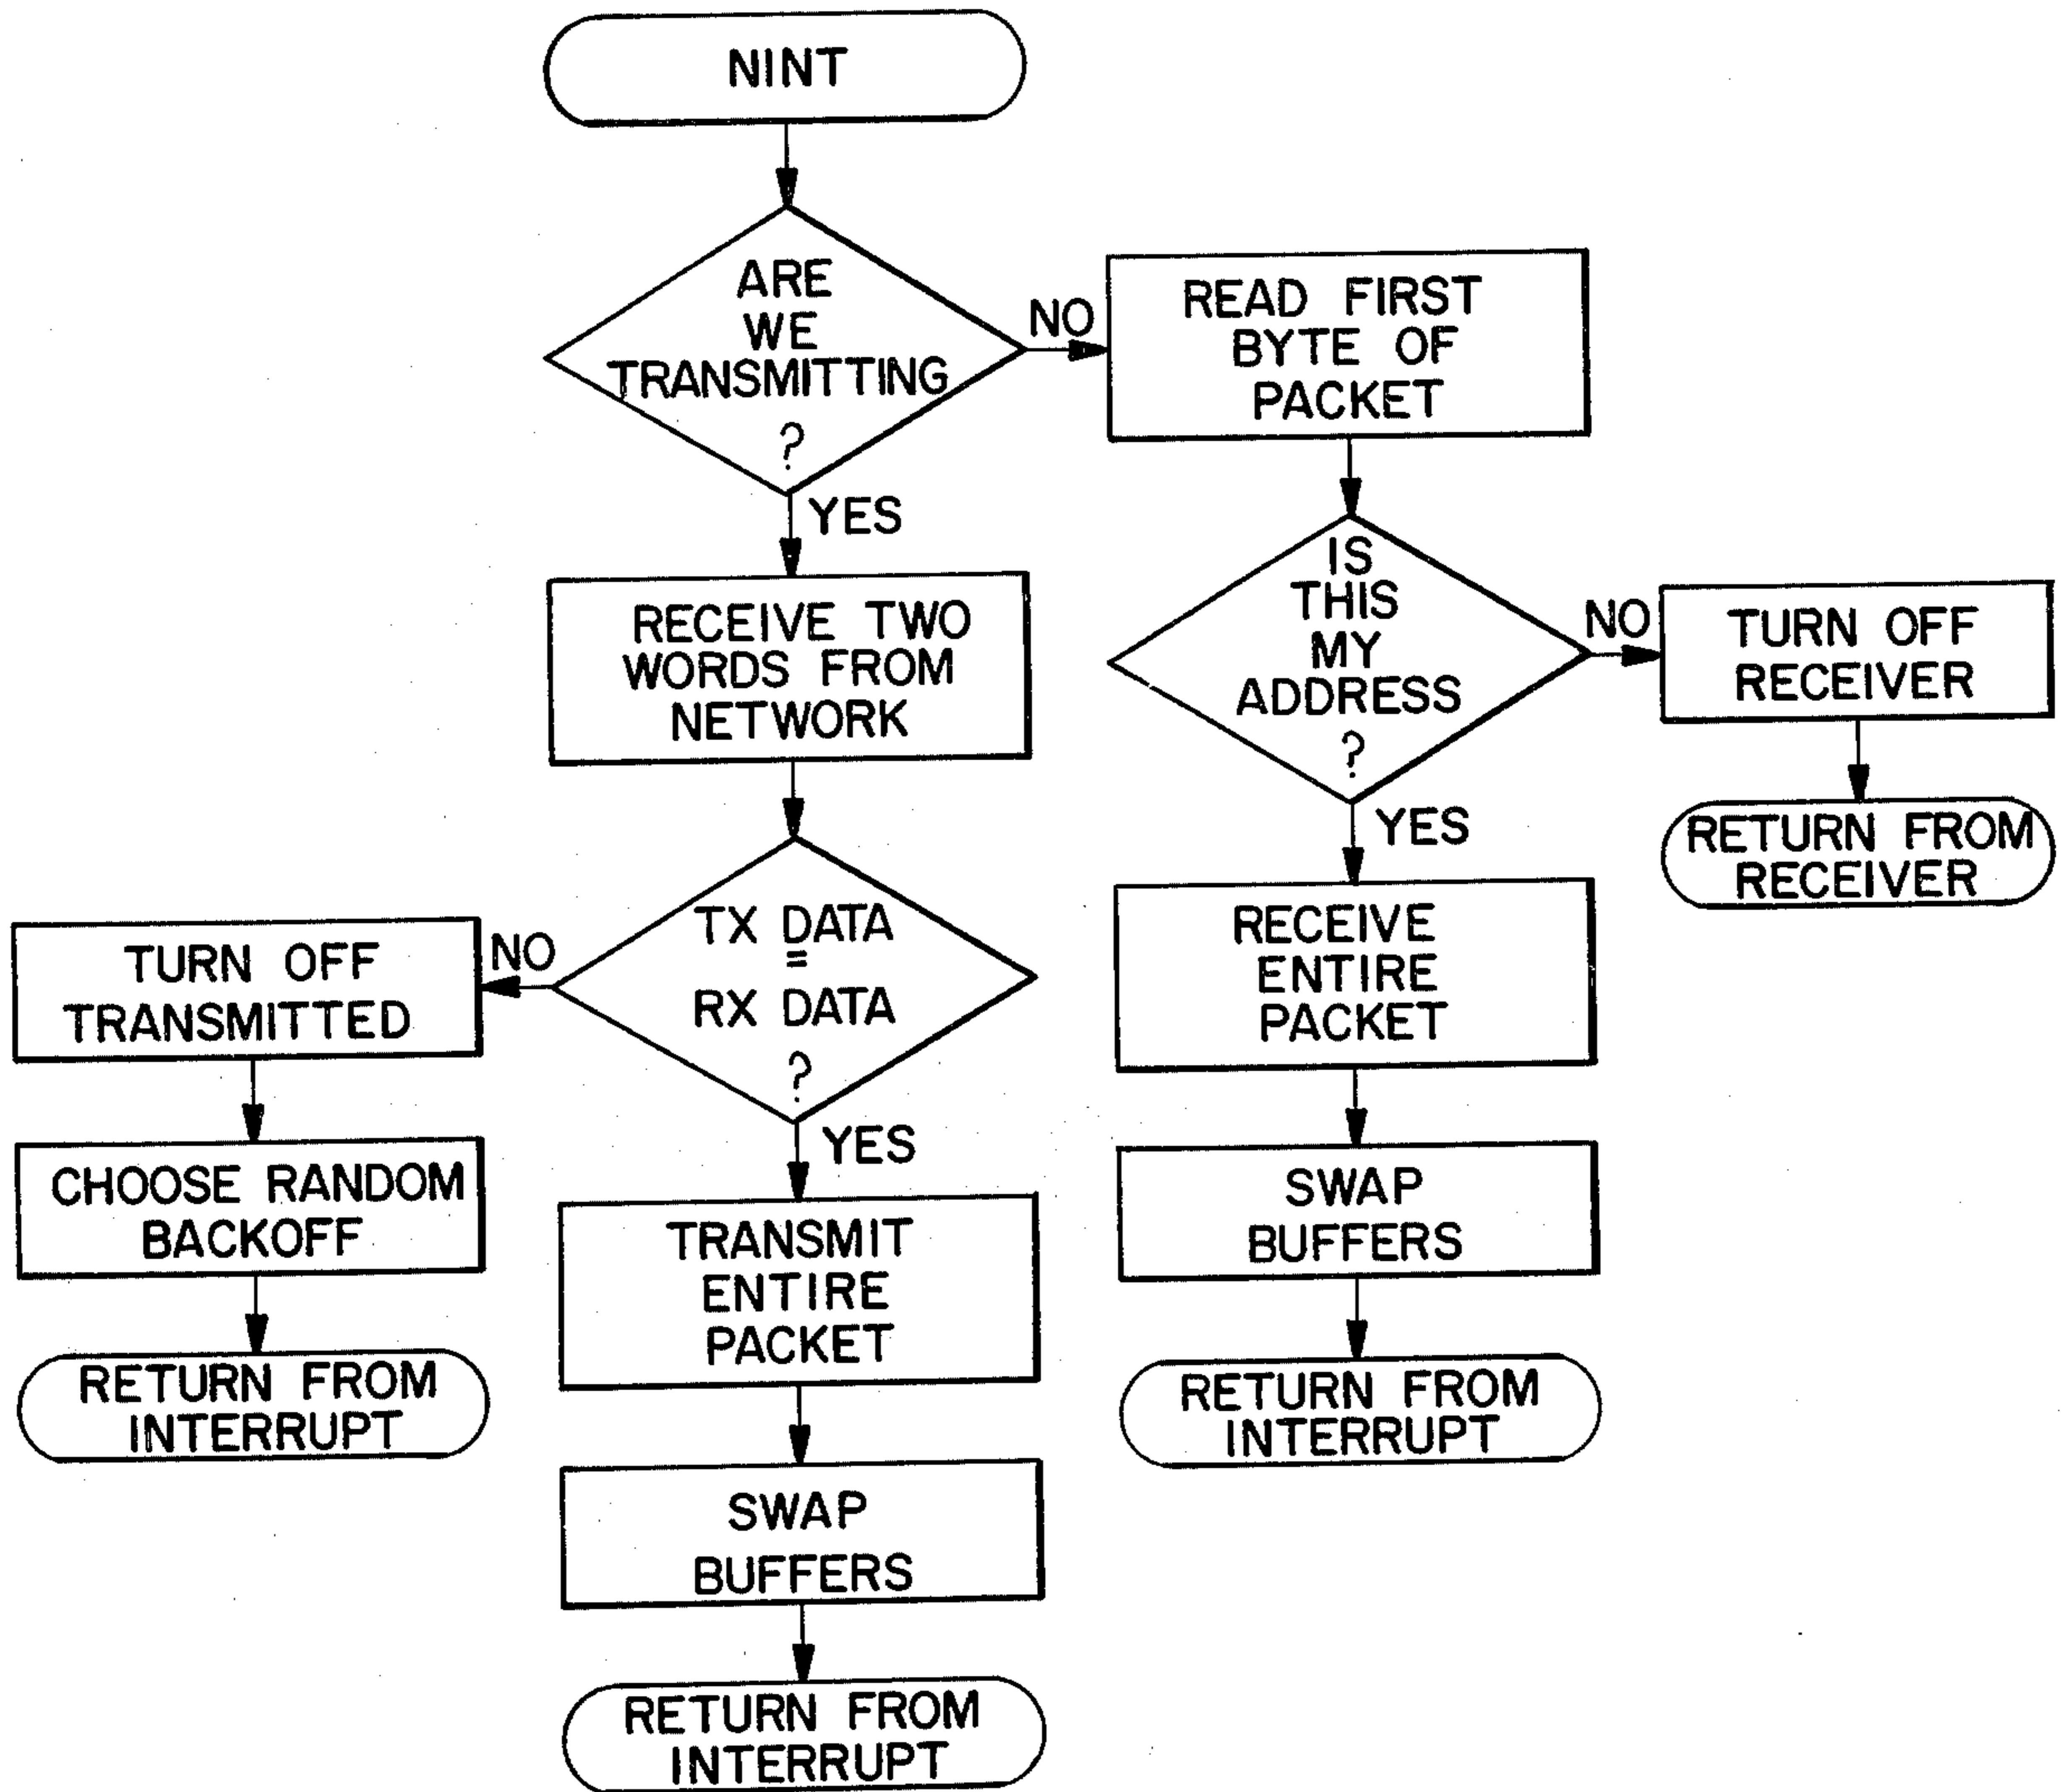 NINT
ARE
WE
TRANSMITTING
?
NO
READ FIRST
BYTE OF
PACKET
YES
IS
THIS
MY
ADDRESS
?
NO
TURN OFF
RECEIVER
RETURN FROM
RECEIVER
YES
RECEIVE
ENTIRE
PACKET
SWAP
BUFFERS
RETURN FROM
INTERRUPT
RECEIVE TWO
WORDS FROM
NETWORK
TX DATA
=
RX DATA
?
NO
TURN OFF
TRANSMITTED
CHOOSE RANDOM
BACKOFF
RETURN FROM
INTERRUPT
YES
TRANSMIT
ENTIRE
PACKET
SWAP
BUFFERS
RETURN FROM
INTERRUPT